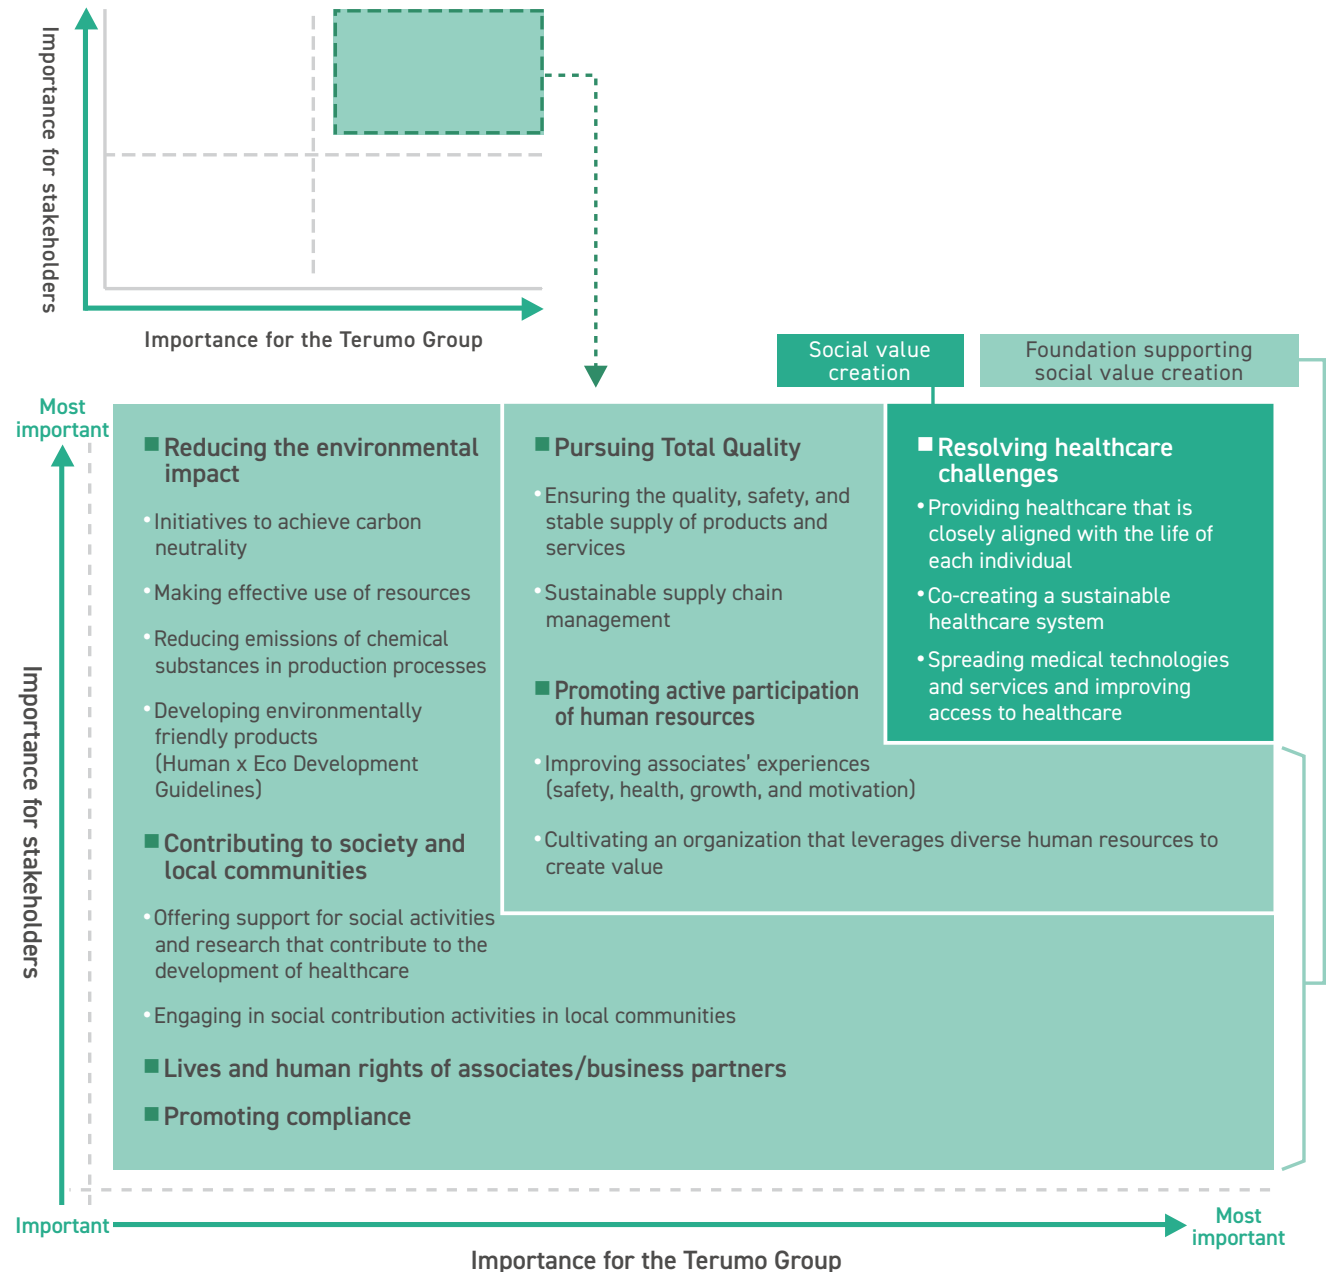 Importance for stakeholders
Importance for the Terumo Group
Social value
creation
Foundation supporting
social value creation
Most
important
■ Reducing the environmental
impact
• Initiatives to achieve carbon
neutrality
• Making effective use of resources
• Reducing emissions of chemical
substances in production processes
• Developing environmentally
friendly products
(Human x Eco Development
Guidelines)
■ Contributing to society and
local communities
• Offering support for social activities
and research that contribute to the
development of healthcare
• Engaging in social contribution activities in local communities
■ Lives and human rights of associates/business partners
■ Promoting compliance
■ Pursuing Total Quality
• Ensuring the quality, safety, and
stable supply of products and
services
• Sustainable supply chain
management
■ Promoting active participation
of human resources
• Improving associates’ experiences
(safety, health, growth, and motivation)
• Cultivating an organization that leverages diverse human resources to
create value
■ Resolving healthcare
challenges
• Providing healthcare that is
closely aligned with the life of
each individual
• Co-creating a sustainable
healthcare system
• Spreading medical technologies
and services and improving
access to healthcare
Importance for stakeholders
Important
Most
important
Importance for the Terumo Group